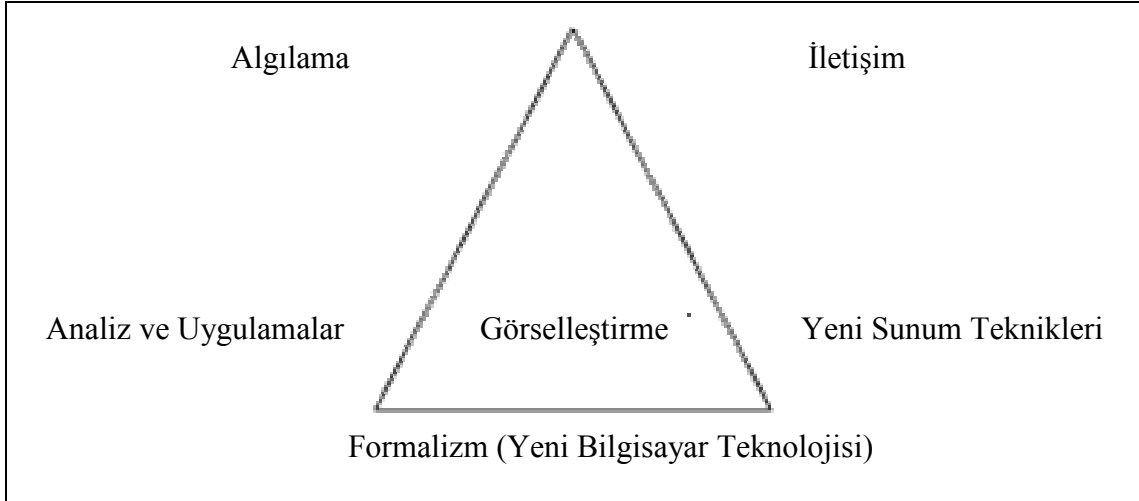 Algılama İletişim
Analiz ve Uygulamalar Görselleştirme Yeni Sunum Teknikleri
Formalizm (Yeni Bilgisayar Teknolojisi)